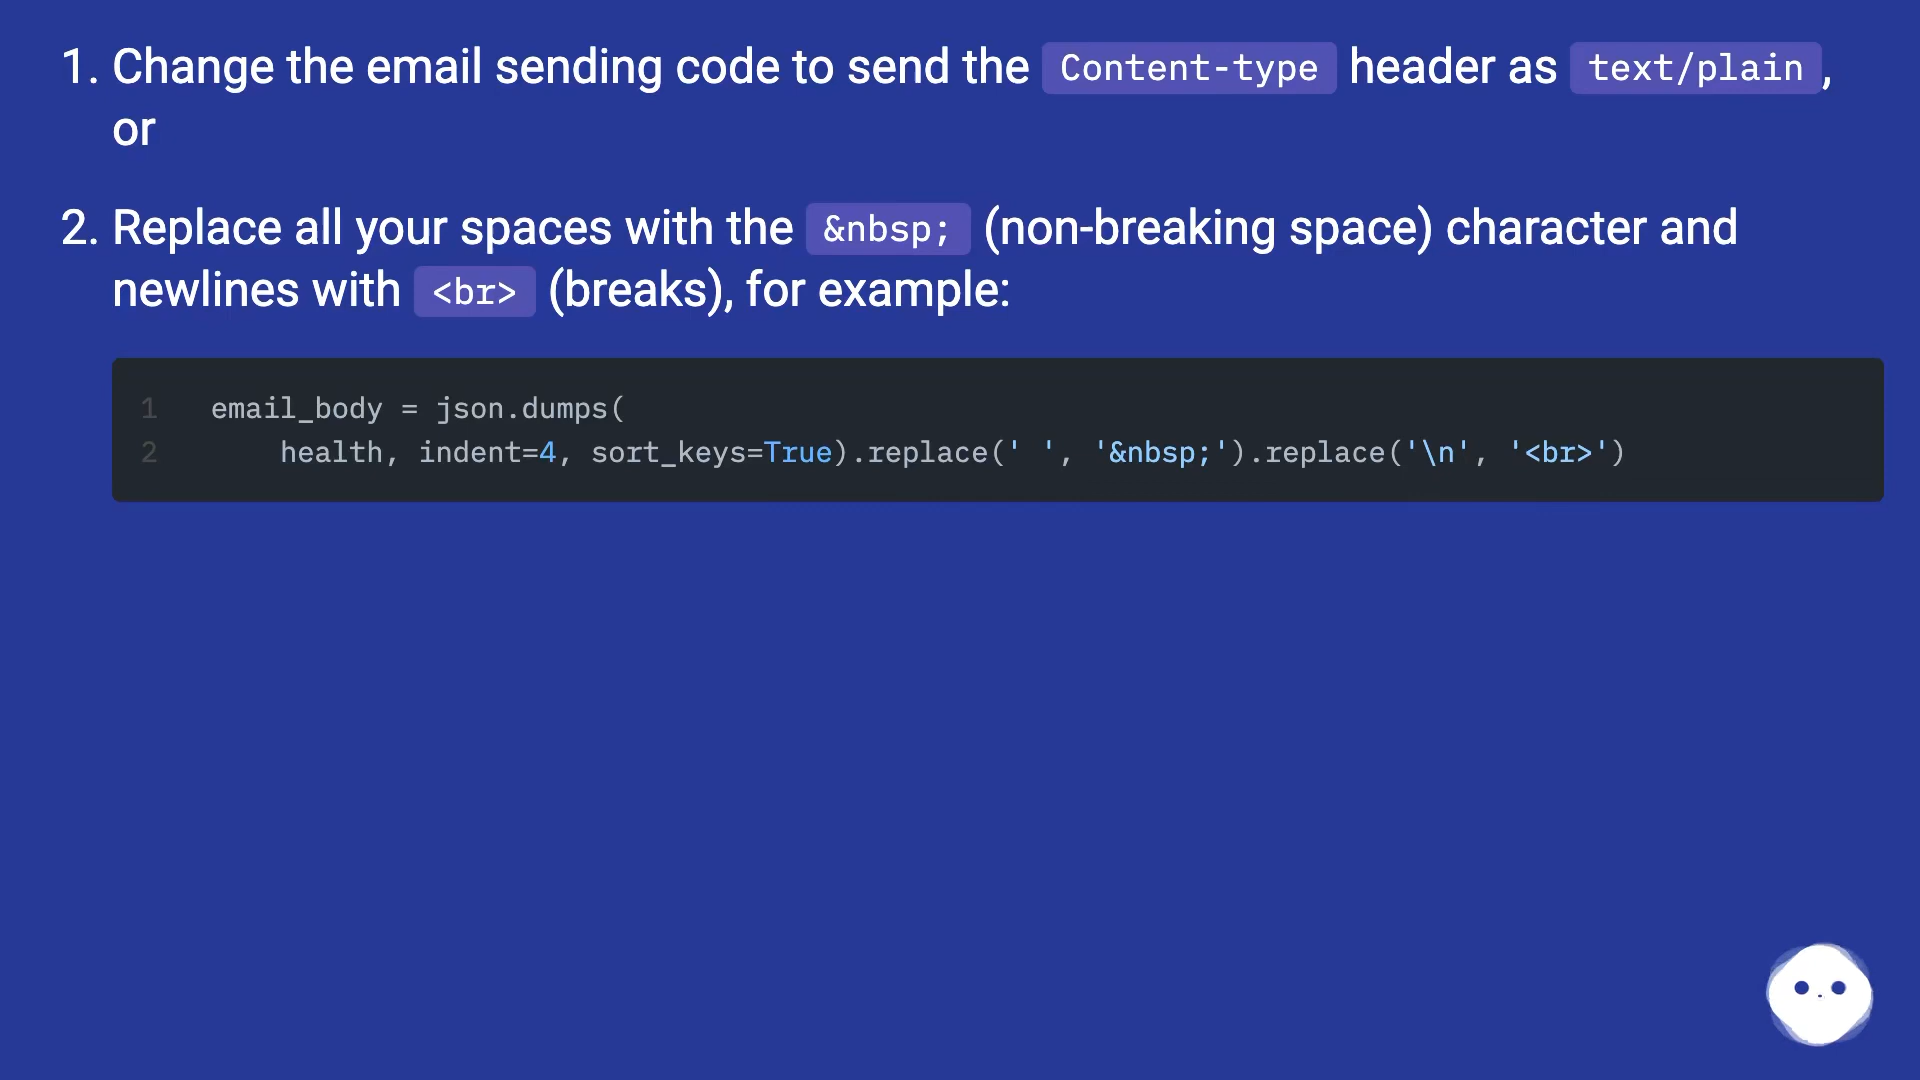 1. Change the email sending code to send the Content-type header as text/plain,
or
2. Replace all your spaces with the &nbsp; (non-breaking space) character and
newlines with <br> (breaks), for example:
1 email_body = json.dumps(
2 health, indent=4, sort_keys=True).replace(' ', '&nbsp;').replace('\n', '<br>')